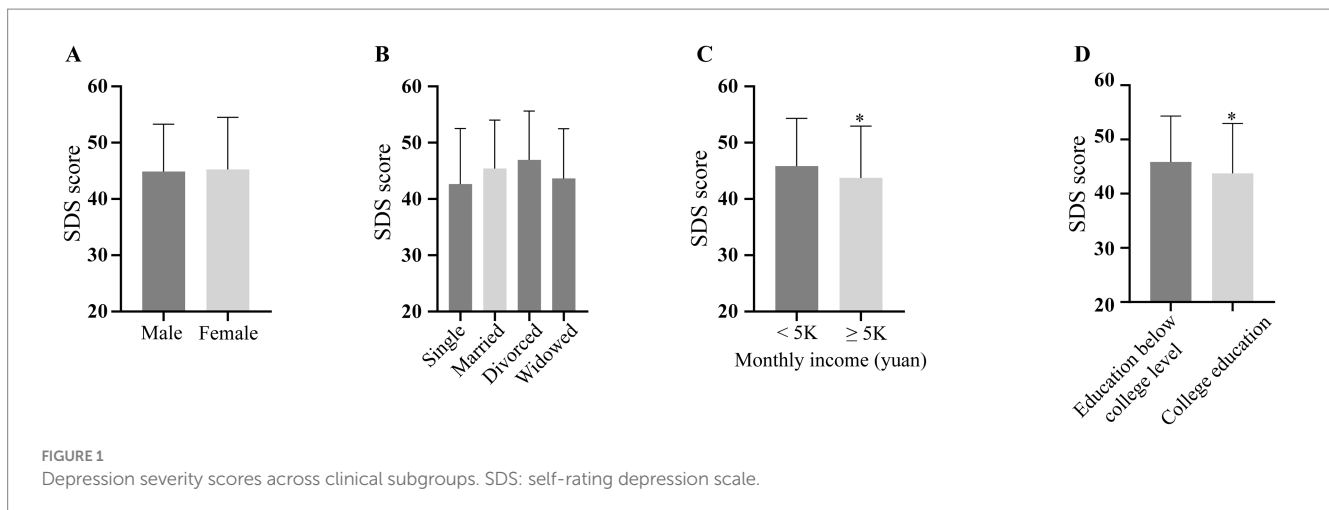 A
60
50
40
30
20
SDS score
Male Female
B
60
50
40
30
20
SDS score
Single
Married
Divorced
Widowed
C
60
50
40
30
20
SDS score
*
< 5K ≥ 5K
Monthly income (yuan)
D
60
50
40
30
20
SDS score
*
Education below
college level
College education
FIGURE 1
Depression severity scores across clinical subgroups. SDS: self-rating depression scale.